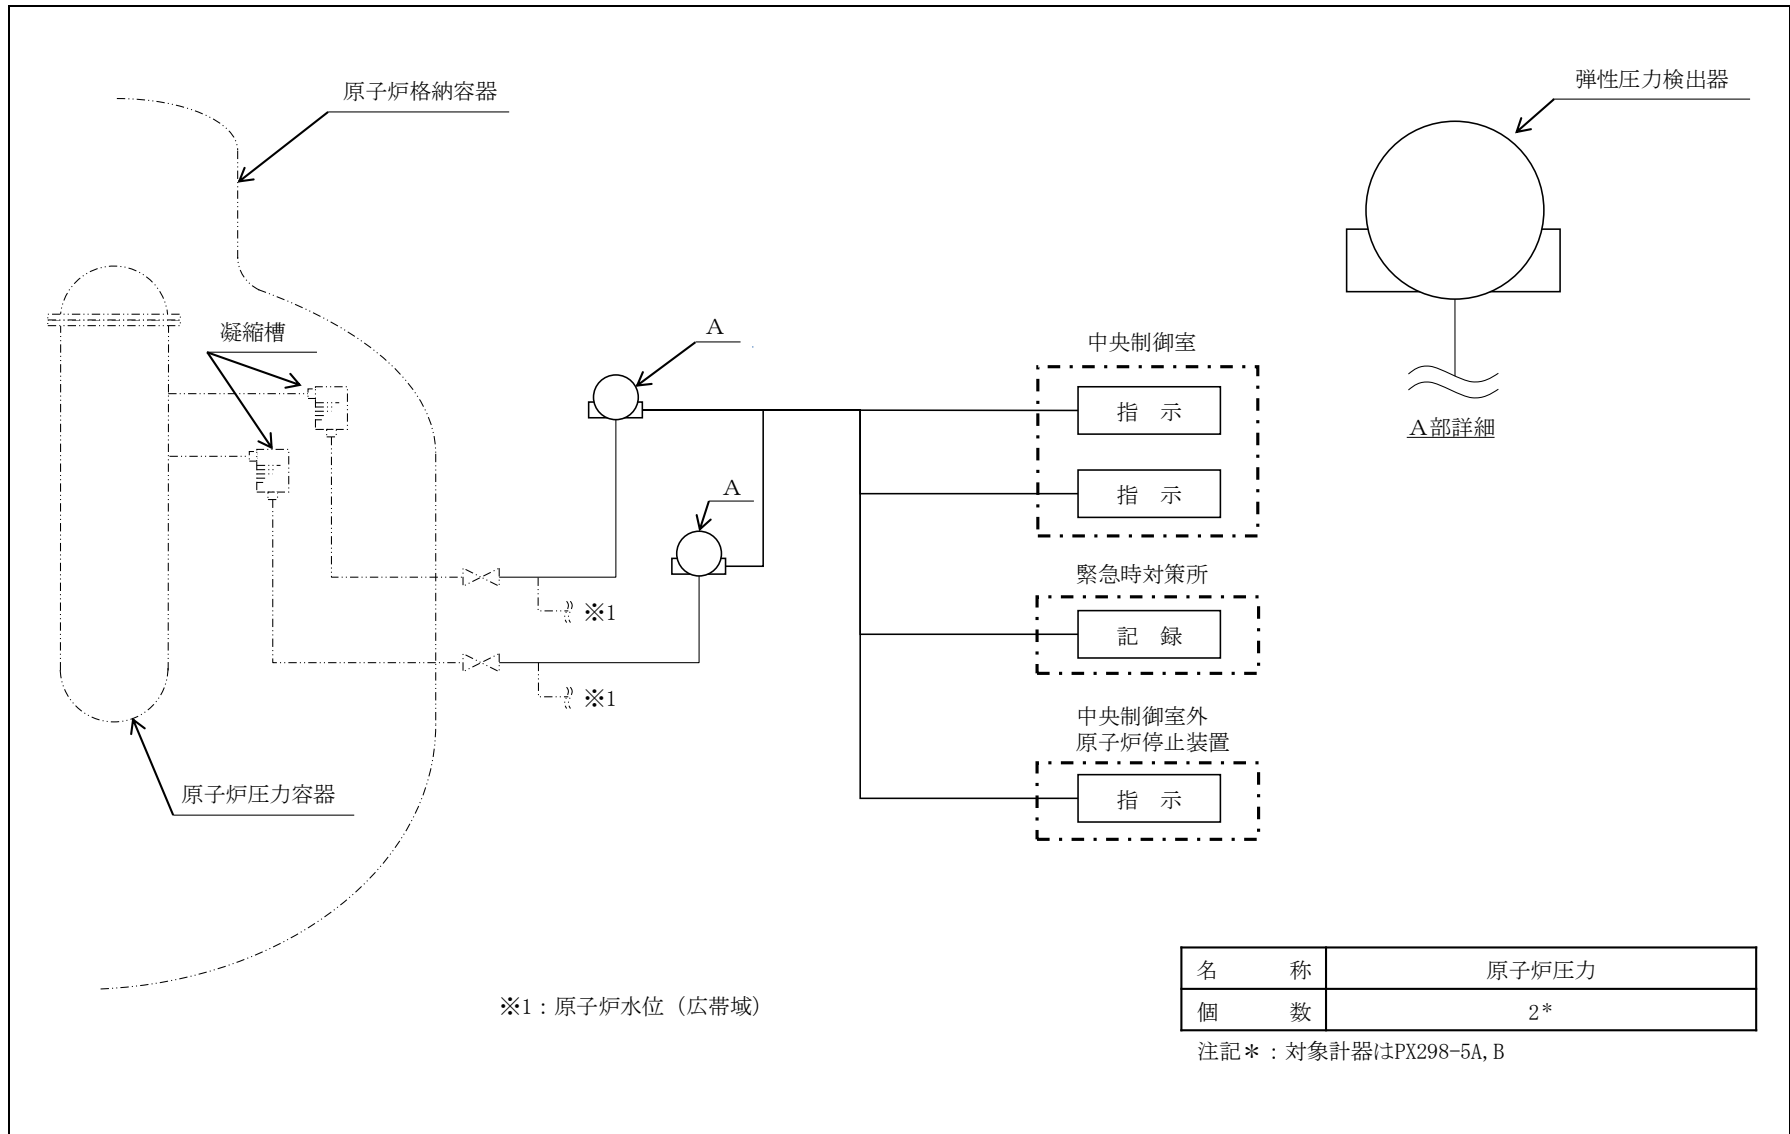 原子炉格納容器
弾性圧力検出器
凝縮槽
A
中央制御室
指　示
A部詳細
指　示
A
緊急時対策所
※1
記　録
※1
中央制御室外
原子炉停止装置
原子炉圧力容器
指　示
名　　称　原子炉圧力
個　　数　2*
※1：原子炉水位（広帯域）
注記＊：対象計器はPX298-5A,B